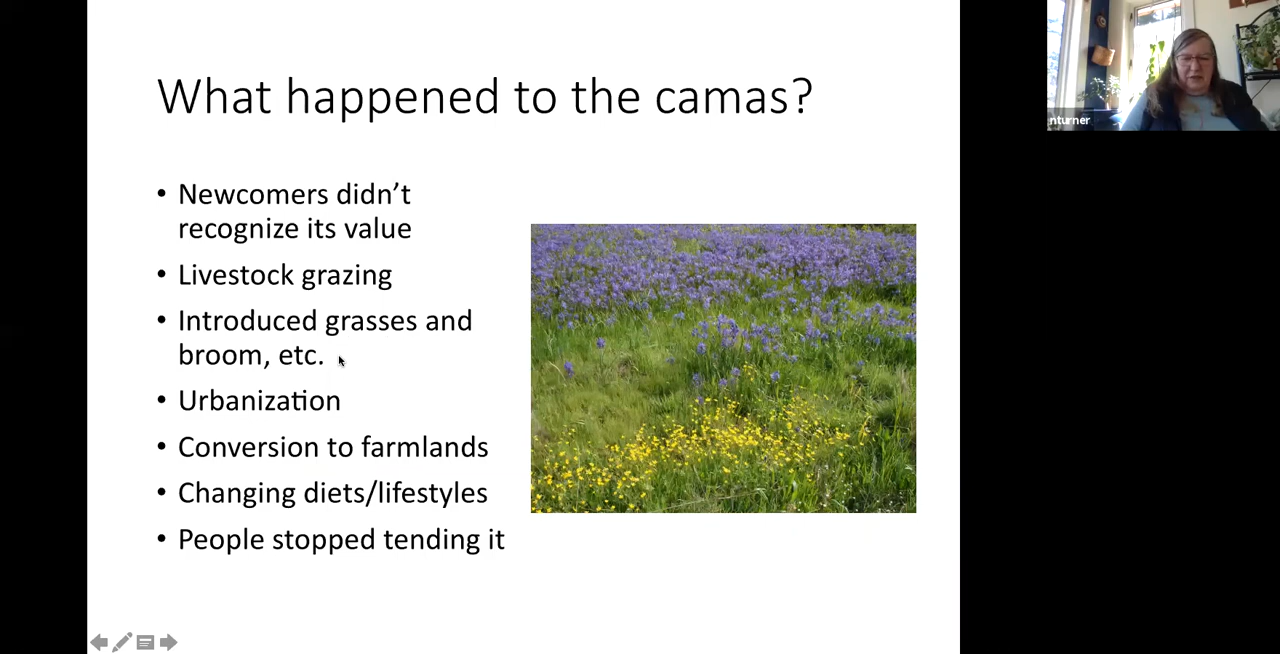 What happened to the camas?
• Newcomers didn’t
recognize its value
• Livestock grazing
• Introduced grasses and
broom, etc.
• Urbanization
• Conversion to farmlands
• Changing diets/lifestyles
• People stopped tending it
nturner